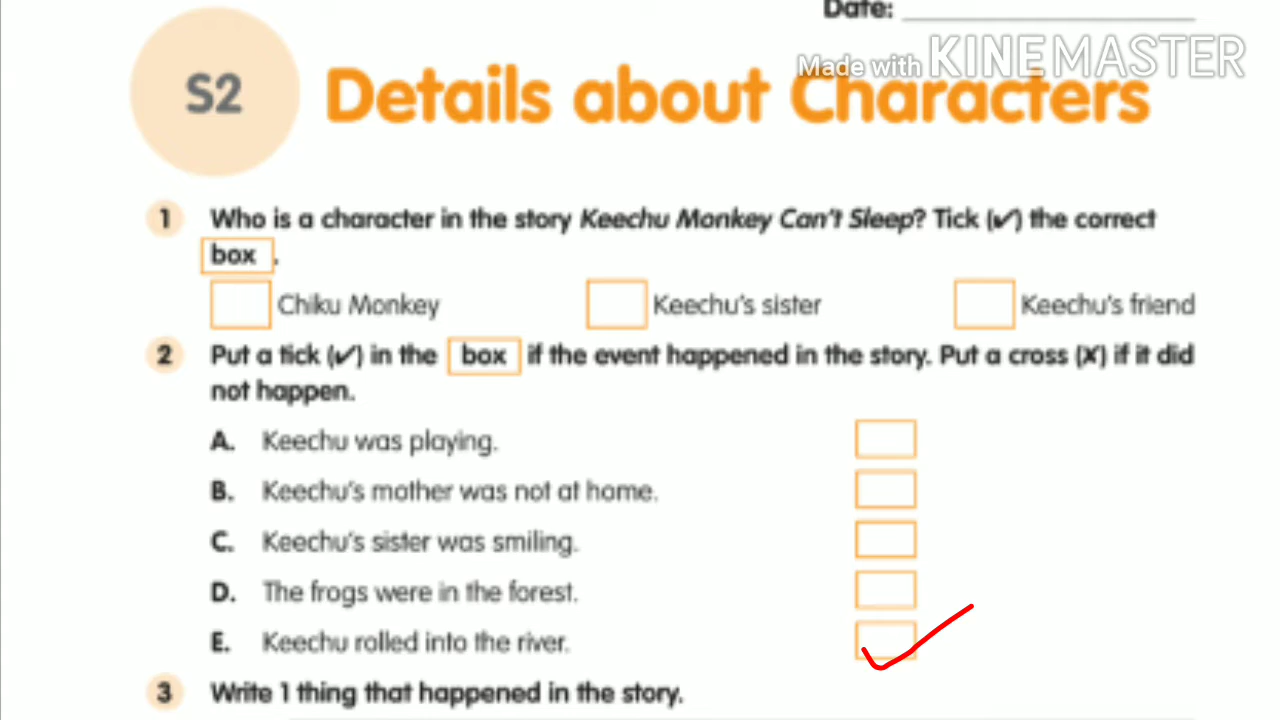 Date:
Made with KINEMASTER
S2
Details about Characters
1 Who is a character in the story Keechu Monkey Can't Sleep? Tick (✔) the correct
box .
Chiku Monkey Keechu's sister Keechu's friend
2 Put a tick (✔) in the box if the event happened in the story. Put a cross (✘) if it did
not happen.
A. Keechu was playing.
B. Keechu's mother was not at home.
C. Keechu's sister was smiling.
D. The frogs were in the forest.
E. Keechu rolled into the river.
3 Write 1 thing that happened in the story.